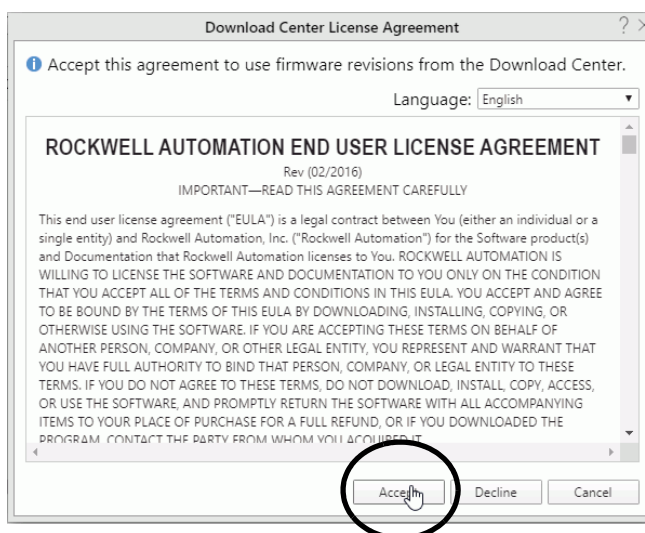 Download Center License Agreement
Accept this agreement to use firmware revisions from the Download Center.
Language: English
ROCKWELL AUTOMATION END USER LICENSE AGREEMENT
Rev (02/2016)
IMPORTANT—READ THIS AGREEMENT CAREFULLY
This end user license agreement ("EULA") is a legal contract between You (either an individual or a
single entity) and Rockwell Automation, Inc. ("Rockwell Automation") for the Software product(s)
and Documentation that Rockwell Automation licenses to You. ROCKWELL AUTOMATION IS
WILLING TO LICENSE THE SOFTWARE AND DOCUMENTATION TO YOU ONLY ON THE CONDITION
THAT YOU ACCEPT ALL OF THE TERMS AND CONDITIONS IN THIS EULA. YOU ACCEPT AND AGREE
TO BE BOUND BY THE TERMS OF THIS EULA BY DOWNLOADING, INSTALLING, COPYING, OR
OTHERWISE USING THE SOFTWARE. IF YOU ARE ACCEPTING THESE TERMS ON BEHALF OF
ANOTHER PERSON, COMPANY, OR OTHER LEGAL ENTITY, YOU REPRESENT AND WARRANT THAT
YOU HAVE FULL AUTHORITY TO BIND THAT PERSON, COMPANY, OR LEGAL ENTITY TO THESE
TERMS. IF YOU DO NOT AGREE TO THESE TERMS, DO NOT DOWNLOAD, INSTALL, COPY, ACCESS,
OR USE THE SOFTWARE, AND PROMPTLY RETURN THE SOFTWARE WITH ALL ACCOMPANYING
ITEMS TO YOUR PLACE OF PURCHASE FOR A FULL REFUND, OR IF YOU DOWNLOADED THE
PROGRAM, CONTACT THE PARTY FROM WHOM YOU ACQUIRED IT.
Accept Decline Cancel